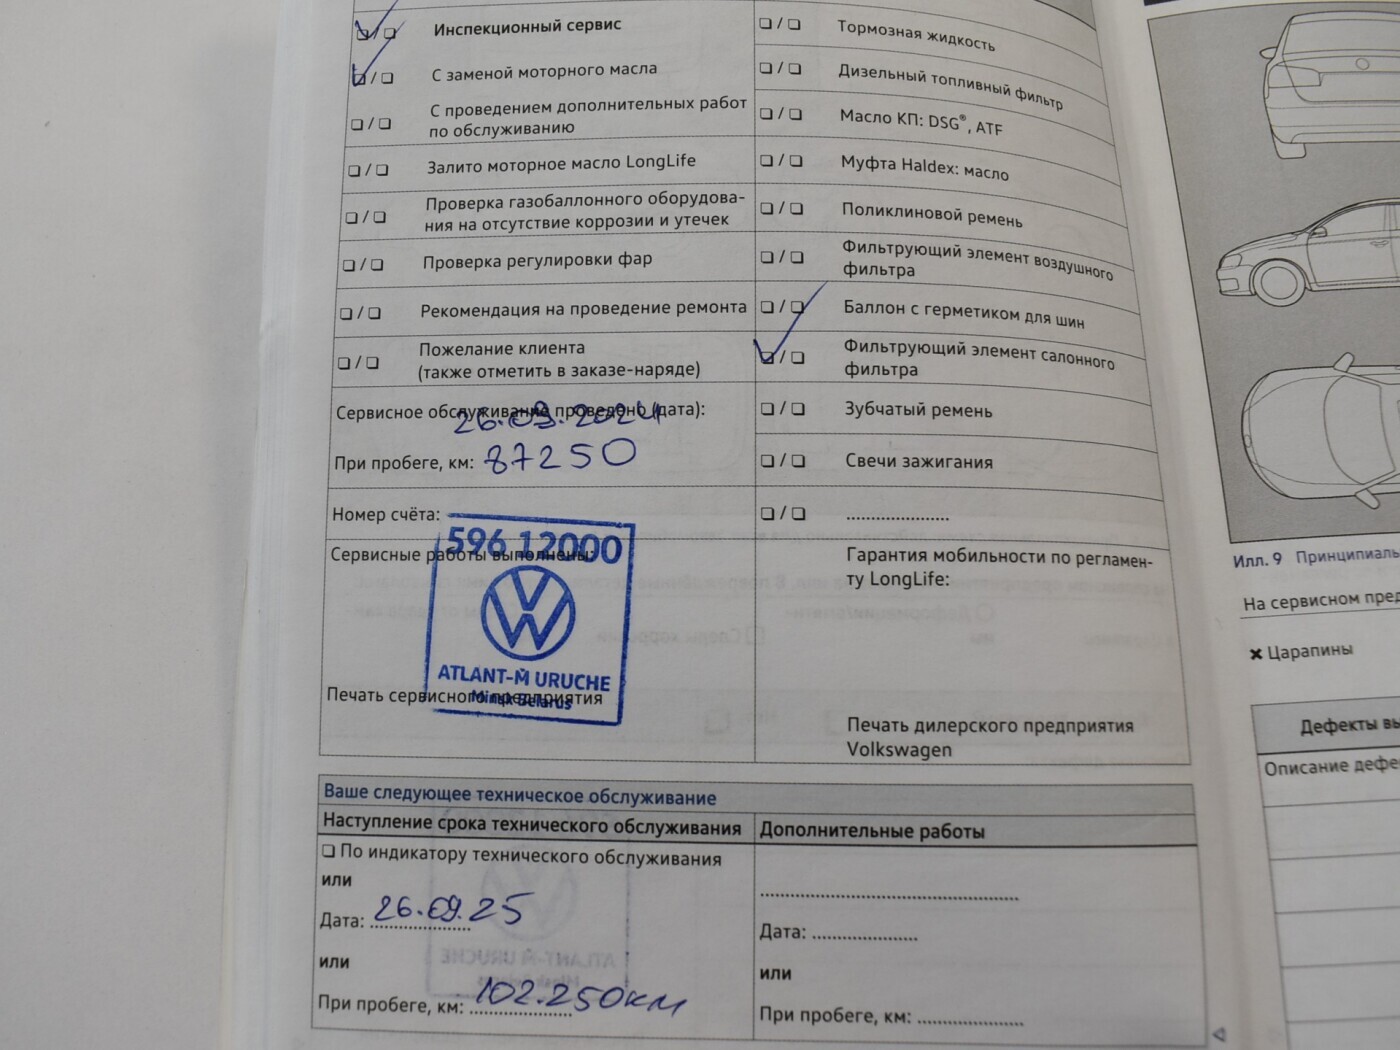 Инспекционный сервис
С заменой моторного масла
С проведением дополнительных работ
по обслуживанию
Залито моторное масло LongLife
Проверка газобаллонного оборудова-
ния на отсутствие коррозии и утечек
Проверка регулировки фар
Рекомендация на проведение ремонта
Пожелание клиента
(также отметить в заказе-наряде)
Сервисное обслуживание проведено (дата):
26.09.2024
При пробеге, км: 87250
Номер счёта:
Сервисные работы выполнены:
596 12000
ATLANT-M URUCHE
Minsk Belarus
Печать сервисного предприятия
Тормозная жидкость
Дизельный топливный фильтр
Масло КП: DSG®, ATF
Муфта Haldex: масло
Поликлиновой ремень
Фильтрующий элемент воздушного
фильтра
Баллон с герметиком для шин
Фильтрующий элемент салонного
фильтра
Зубчатый ремень
Свечи зажигания
....................
Гарантия мобильности по регламен-
ту LongLife:
Печать дилерского предприятия
Volkswagen
Ваше следующее техническое обслуживание
Наступление срока технического обслуживания
По индикатору технического обслуживания
или
Дата: 26.09.25
или
При пробеге, км: 102.250км
Дополнительные работы
Дата: ....................
или
При пробеге, км: ....................
Илл. 9 Принципиаль
На сервисном пред
× Царапины
Дефекты вы
Описание дефе